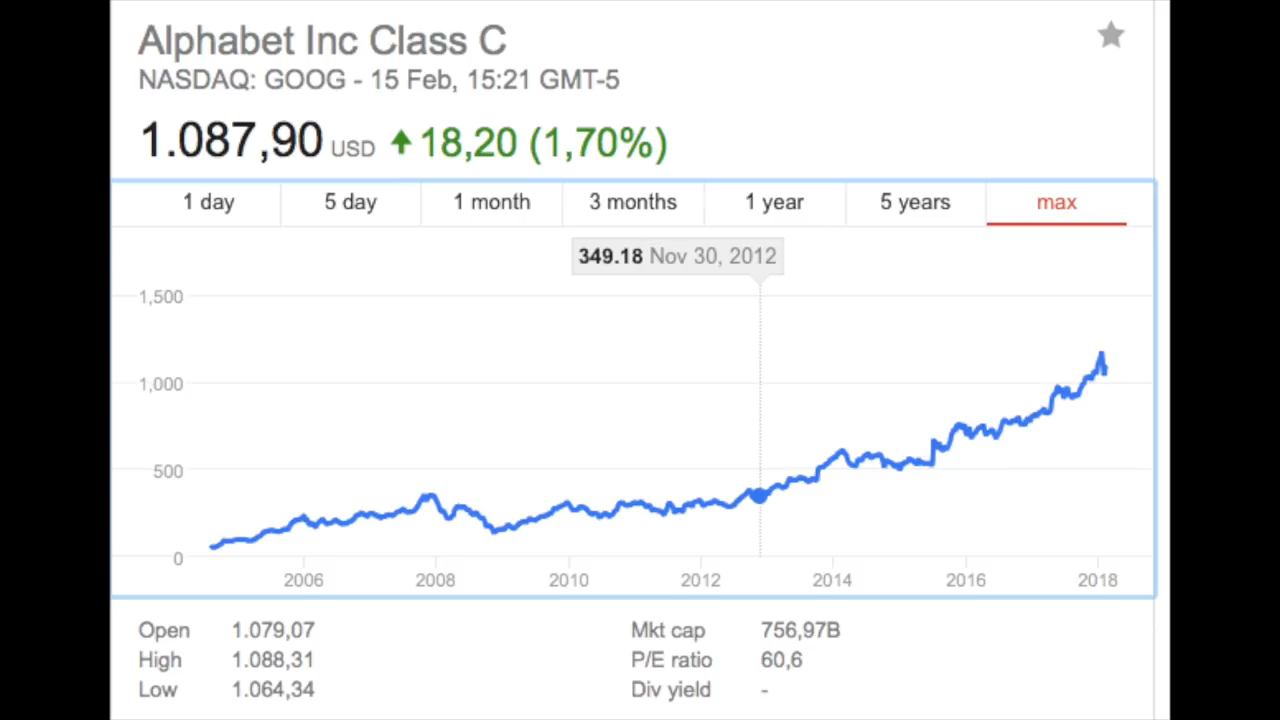 Alphabet Inc Class C
NASDAQ: GOOG - 15 Feb, 15:21 GMT-5
1.087,90 USD 18,20 (1,70%)
1 day 5 day 1 month 3 months 1 year 5 years max
349.18 Nov 30, 2012
1,500
1,000
500
0
2006 2008 2010 2012 2014 2016 2018
Open 1.079,07 Mkt cap 756,97B
High 1.088,31 P/E ratio 60,6
Low 1.064,34 Div yield -